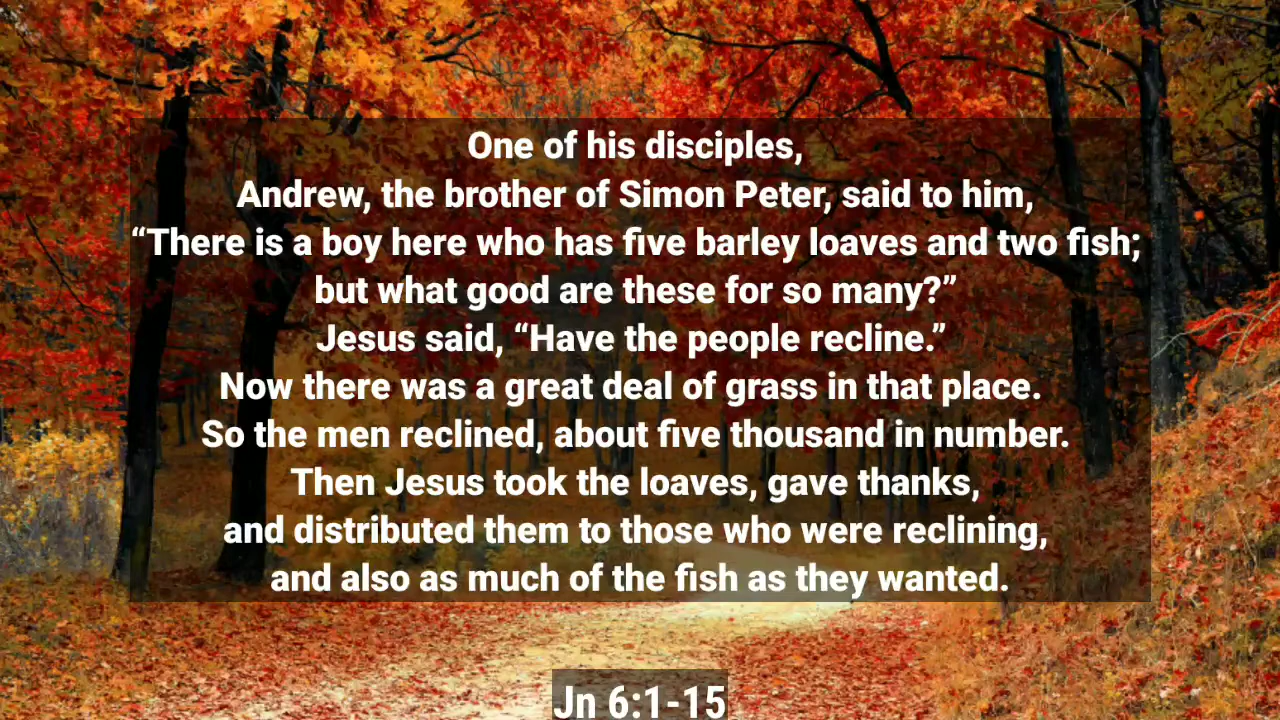 One of his disciples,
Andrew, the brother of Simon Peter, said to him,
“There is a boy here who has five barley loaves and two fish;
but what good are these for so many?”
Jesus said, “Have the people recline.”
Now there was a great deal of grass in that place.
So the men reclined, about five thousand in number.
Then Jesus took the loaves, gave thanks,
and distributed them to those who were reclining,
and also as much of the fish as they wanted.
Jn 6:1-15